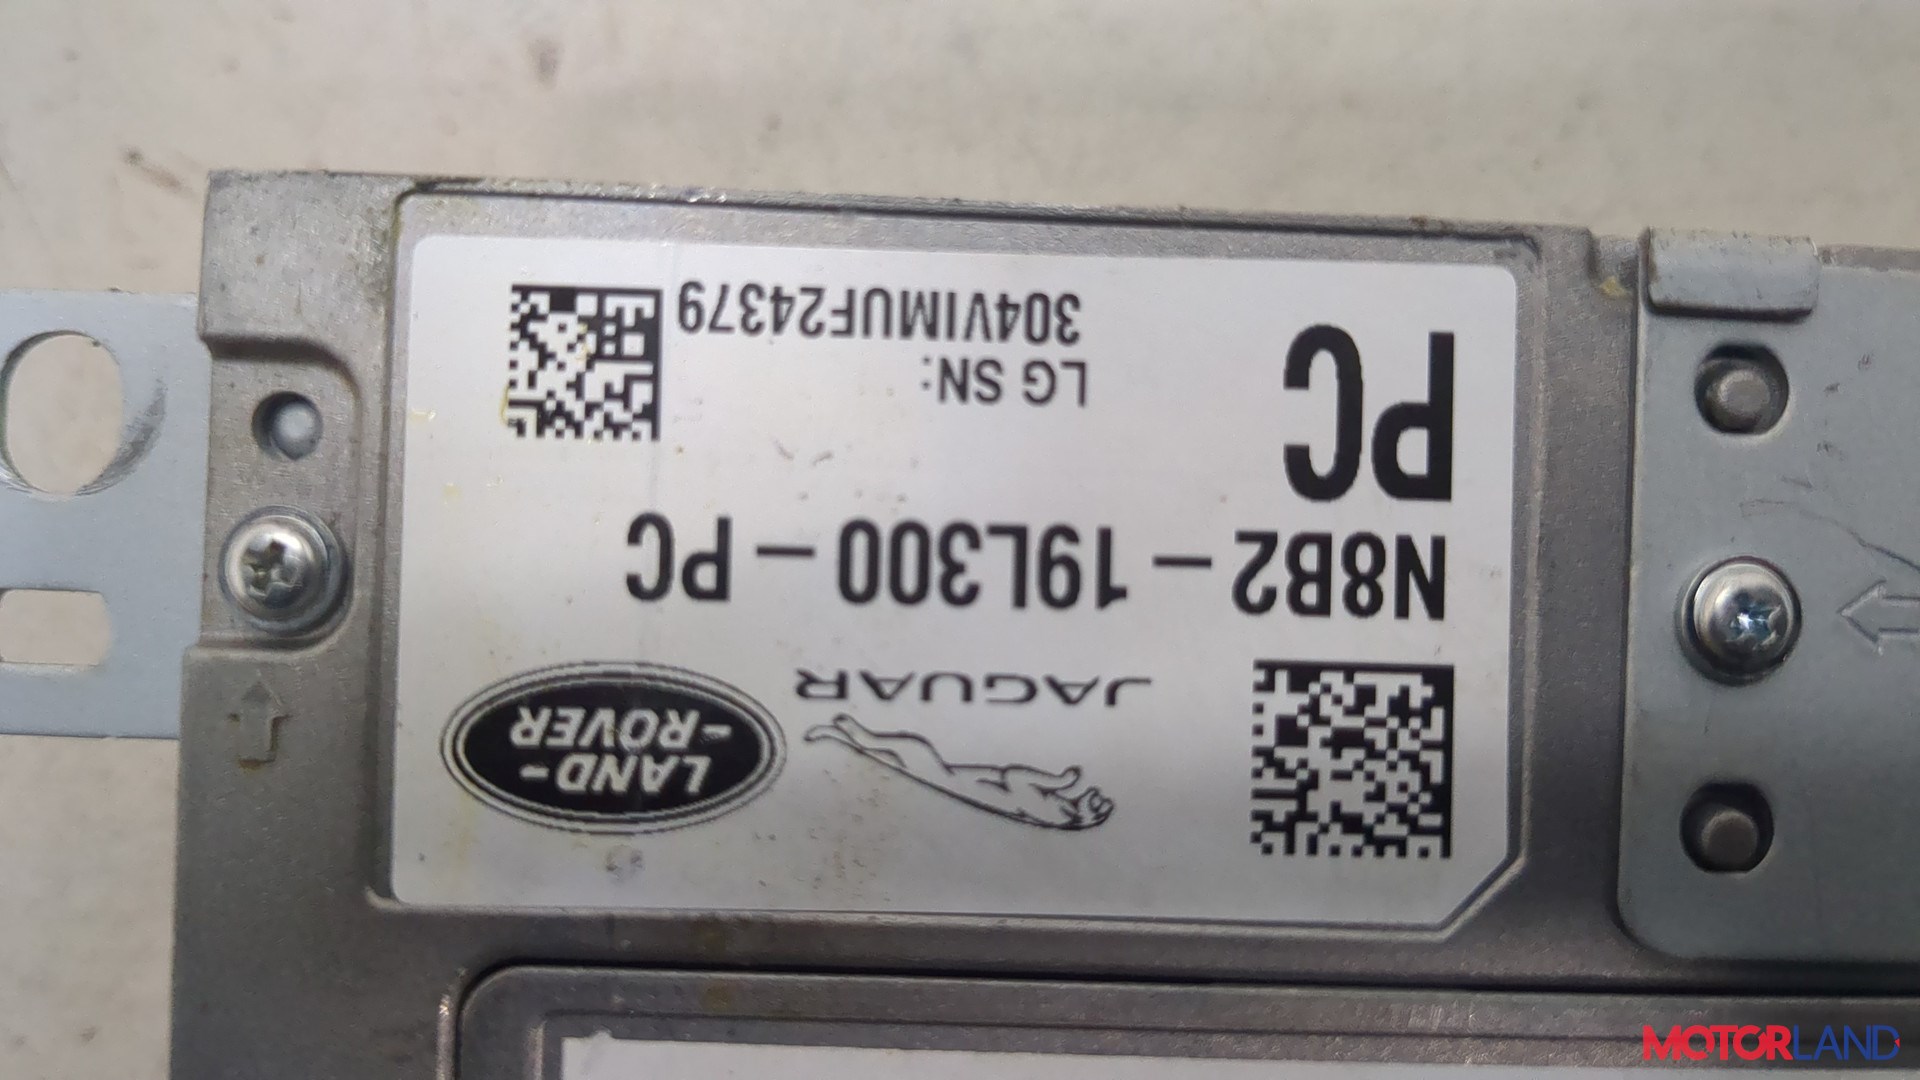 LAND-
-ROVER
JAGUAR
N8B2-19L300-PC
PC
LG SN:
304VIMUF24379
MOTORLAND